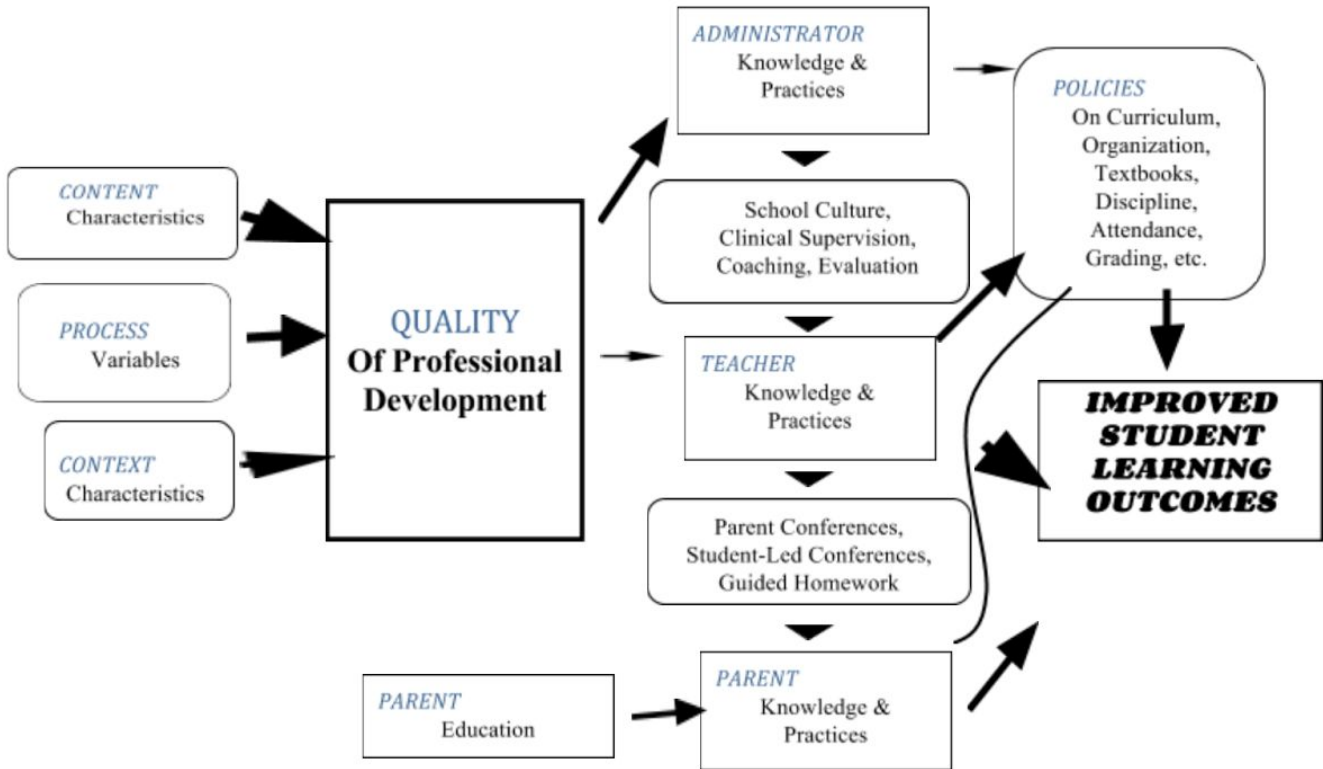 CONTENT
Characteristics
PROCESS
Variables
CONTEXT
Characteristics
QUALITY
Of Professional
Development
ADMINISTRATOR
Knowledge &
Practices
School Culture,
Clinical Supervision,
Coaching, Evaluation
TEACHER
Knowledge &
Practices
Parent Conferences,
Student-Led Conferences,
Guided Homework
PARENT
Education
PARENT
Knowledge &
Practices
POLICIES
On Curriculum,
Organization,
Textbooks,
Discipline,
Attendance,
Grading, etc.
IMPROVED
STUDENT
LEARNING
OUTCOMES